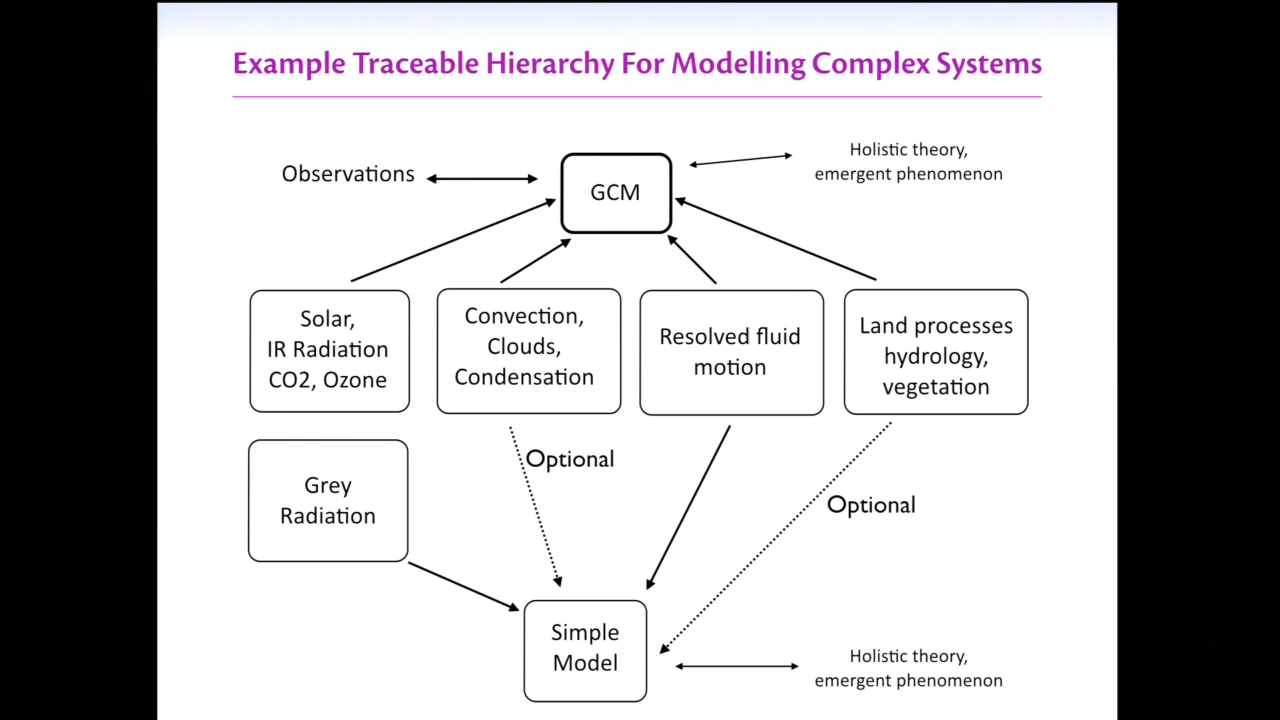 Example Traceable Hierarchy For Modelling Complex Systems
Observations
GCM
Holistic theory,
emergent phenomenon
Solar,
IR Radiation
CO2, Ozone
Convection,
Clouds,
Condensation
Resolved fluid
motion
Land processes
hydrology,
vegetation
Grey
Radiation
Optional
Optional
Simple
Model
Holistic theory,
emergent phenomenon